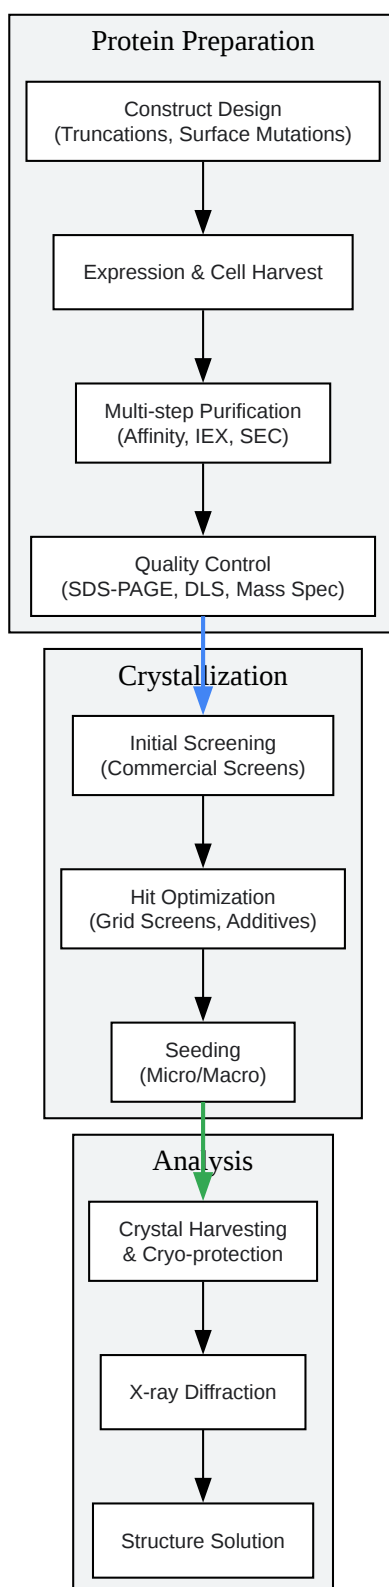 Protein Preparation
Construct Design
(Truncations, Surface Mutations)
Expression & Cell Harvest
Multi-step Purification
(Affinity, IEX, SEC)
Quality Control
(SDS-PAGE, DLS, Mass Spec)
Crystallization
Initial Screening
(Commercial Screens)
Hit Optimization
(Grid Screens, Additives)
Seeding
(Micro/Macro)
Analysis
Crystal Harvesting
& Cryo-protection
X-ray Diffraction
Structure Solution